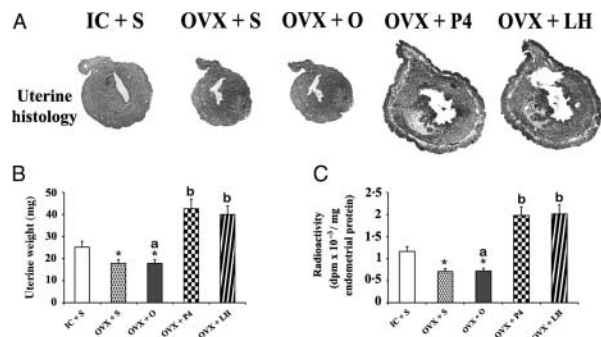 A
IC + S OVX + S OVX + O OVX + P4 OVX + LH
Uterine
histology
B
Uterine weight (mg)
50
40
30
20
10
0
* a * b b
IC + S OVX + S OVX + O OVX + P4 OVX + LH
C
Radioactivity
(dpm x 10⁻³ / mg
endometrial protein)
2·5
2
1·5
1
0·5
0
* a * b b
IC + S OVX + S OVX + O OVX + P4 OVX + LH